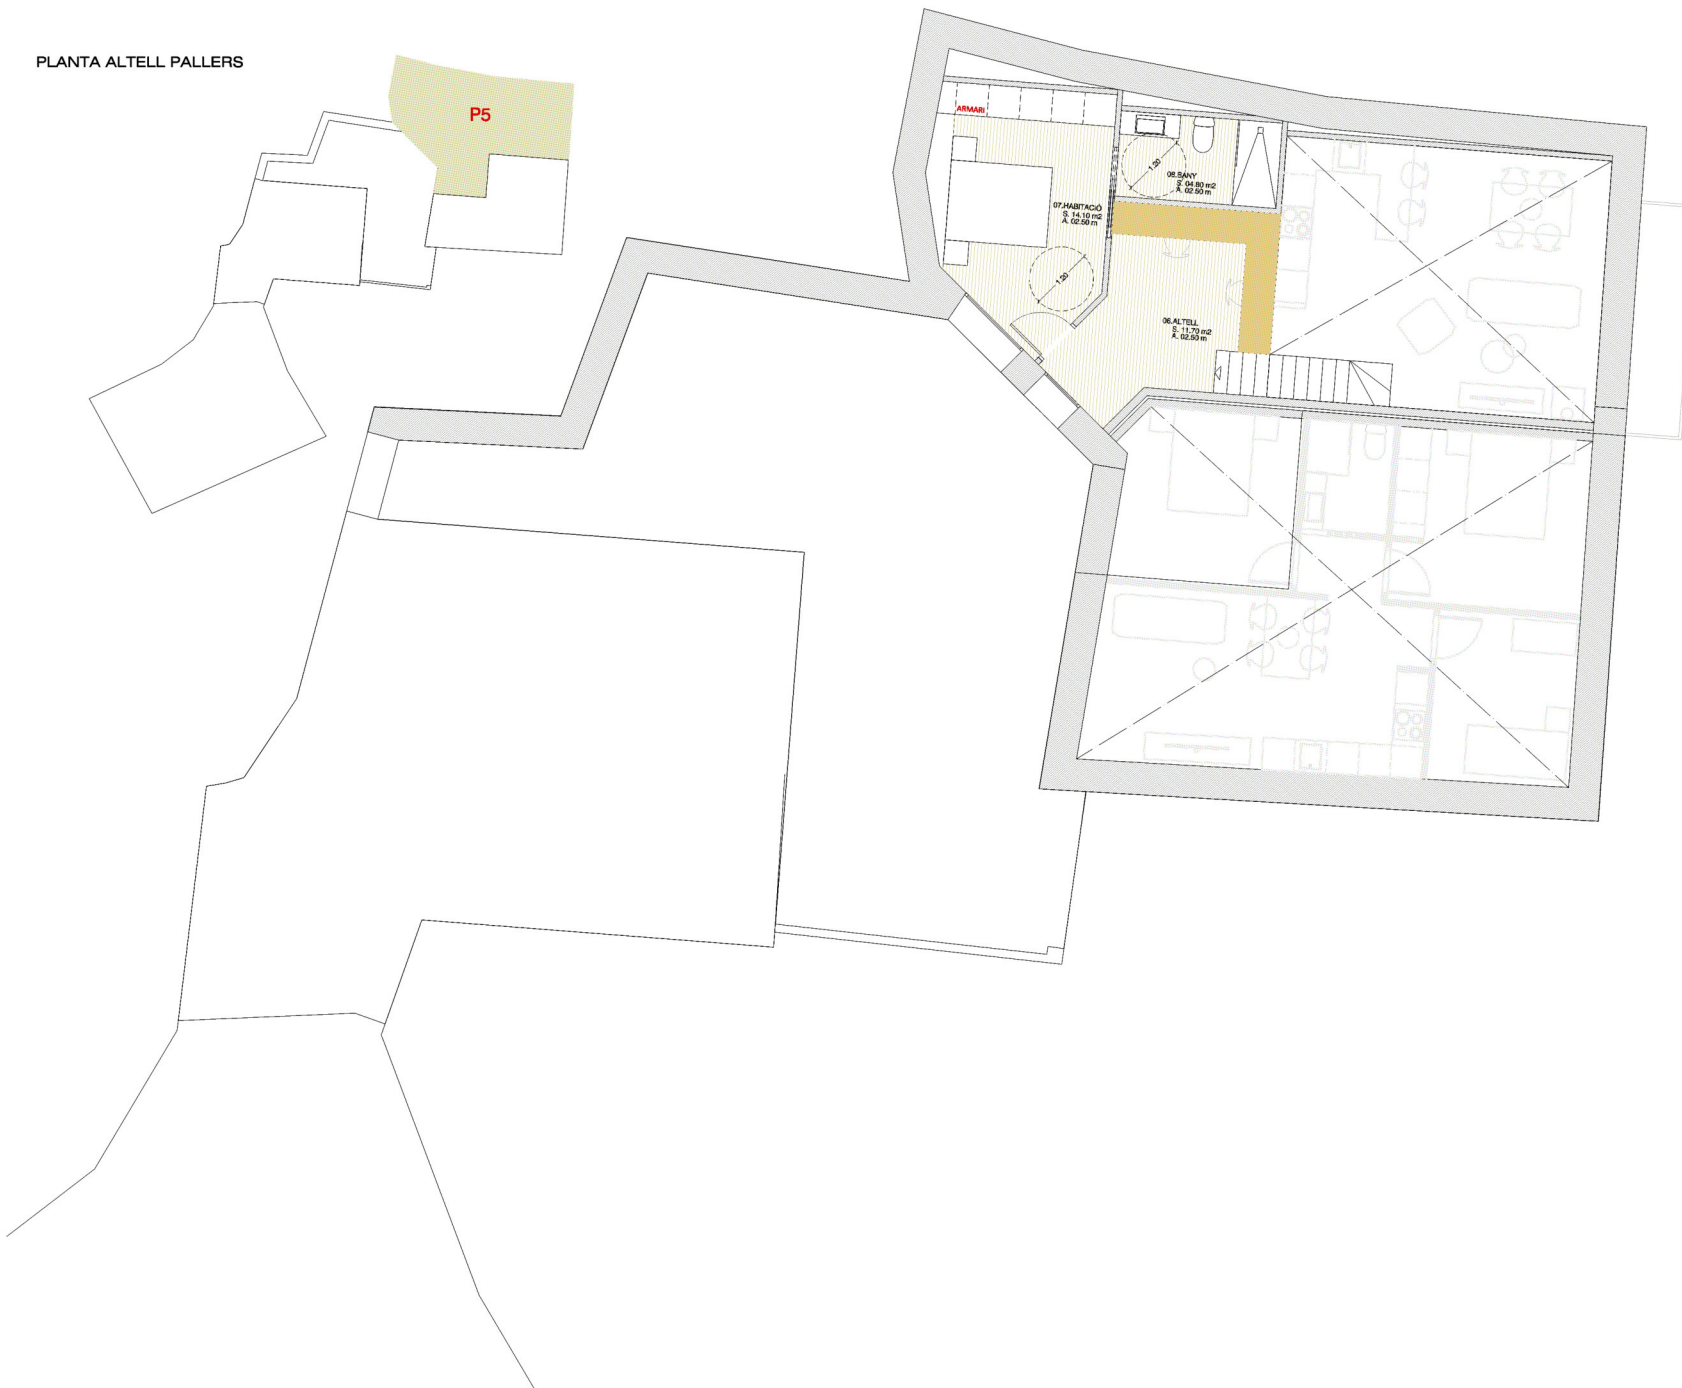 PLANTA ALTELL PALLERS
P5
ARMARI
1.20
08.BANY
S. 04.80 m2
A. 02.50 m
07.HABITACIÓ
S. 14.10 m2
A. 02.50 m
1.20
06.ALTELL
S. 11.70 m2
A. 02.50 m